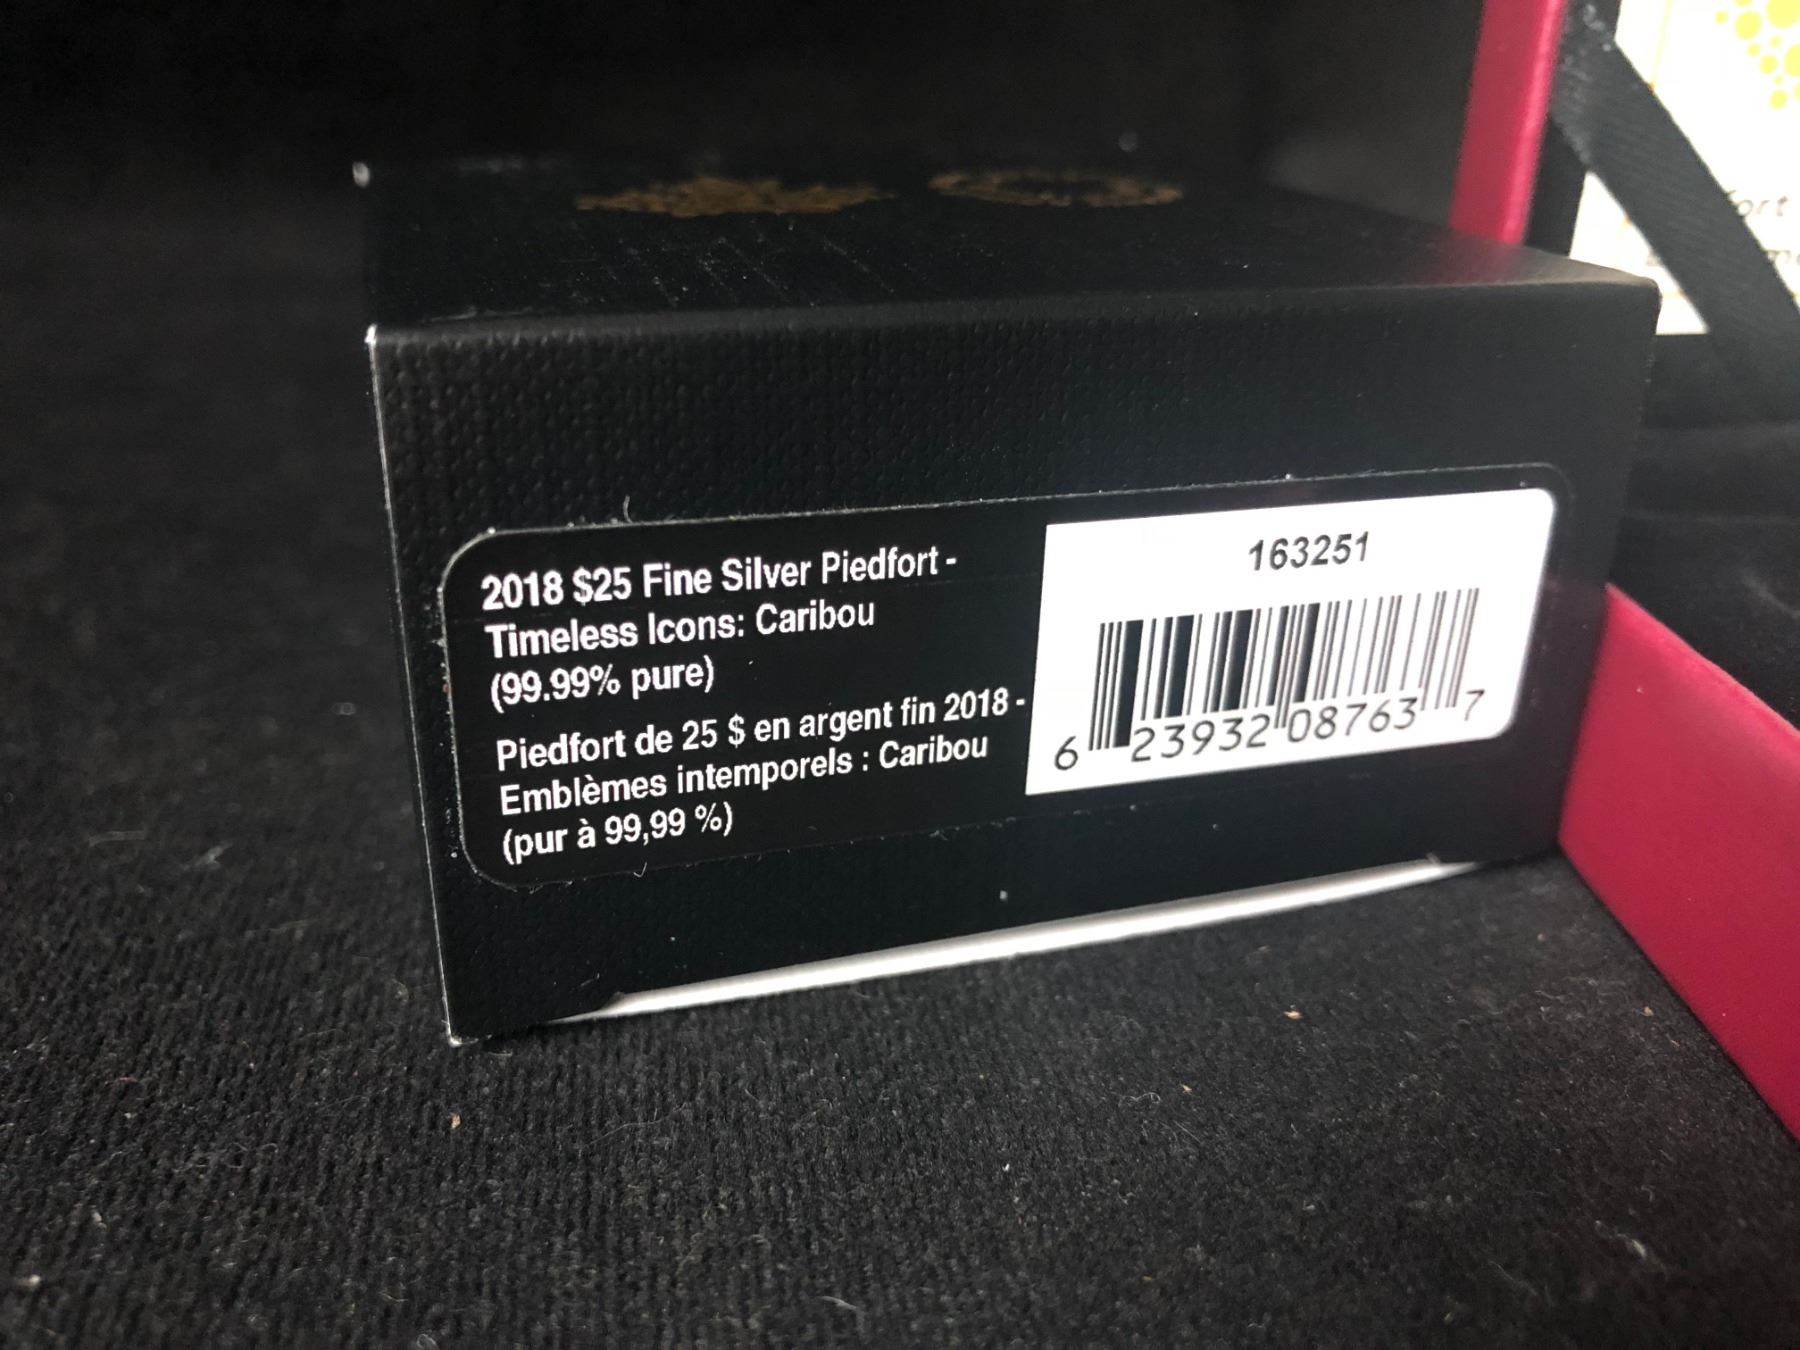 2018 $25 Fine Silver Piedfort -
Timeless Icons: Caribou
(99.99% pure)
Piedfort de 25 $ en argent fin 2018 -
Emblèmes intemporels : Caribou
(pur à 99,99 %)
163251
6 23932 08763 7